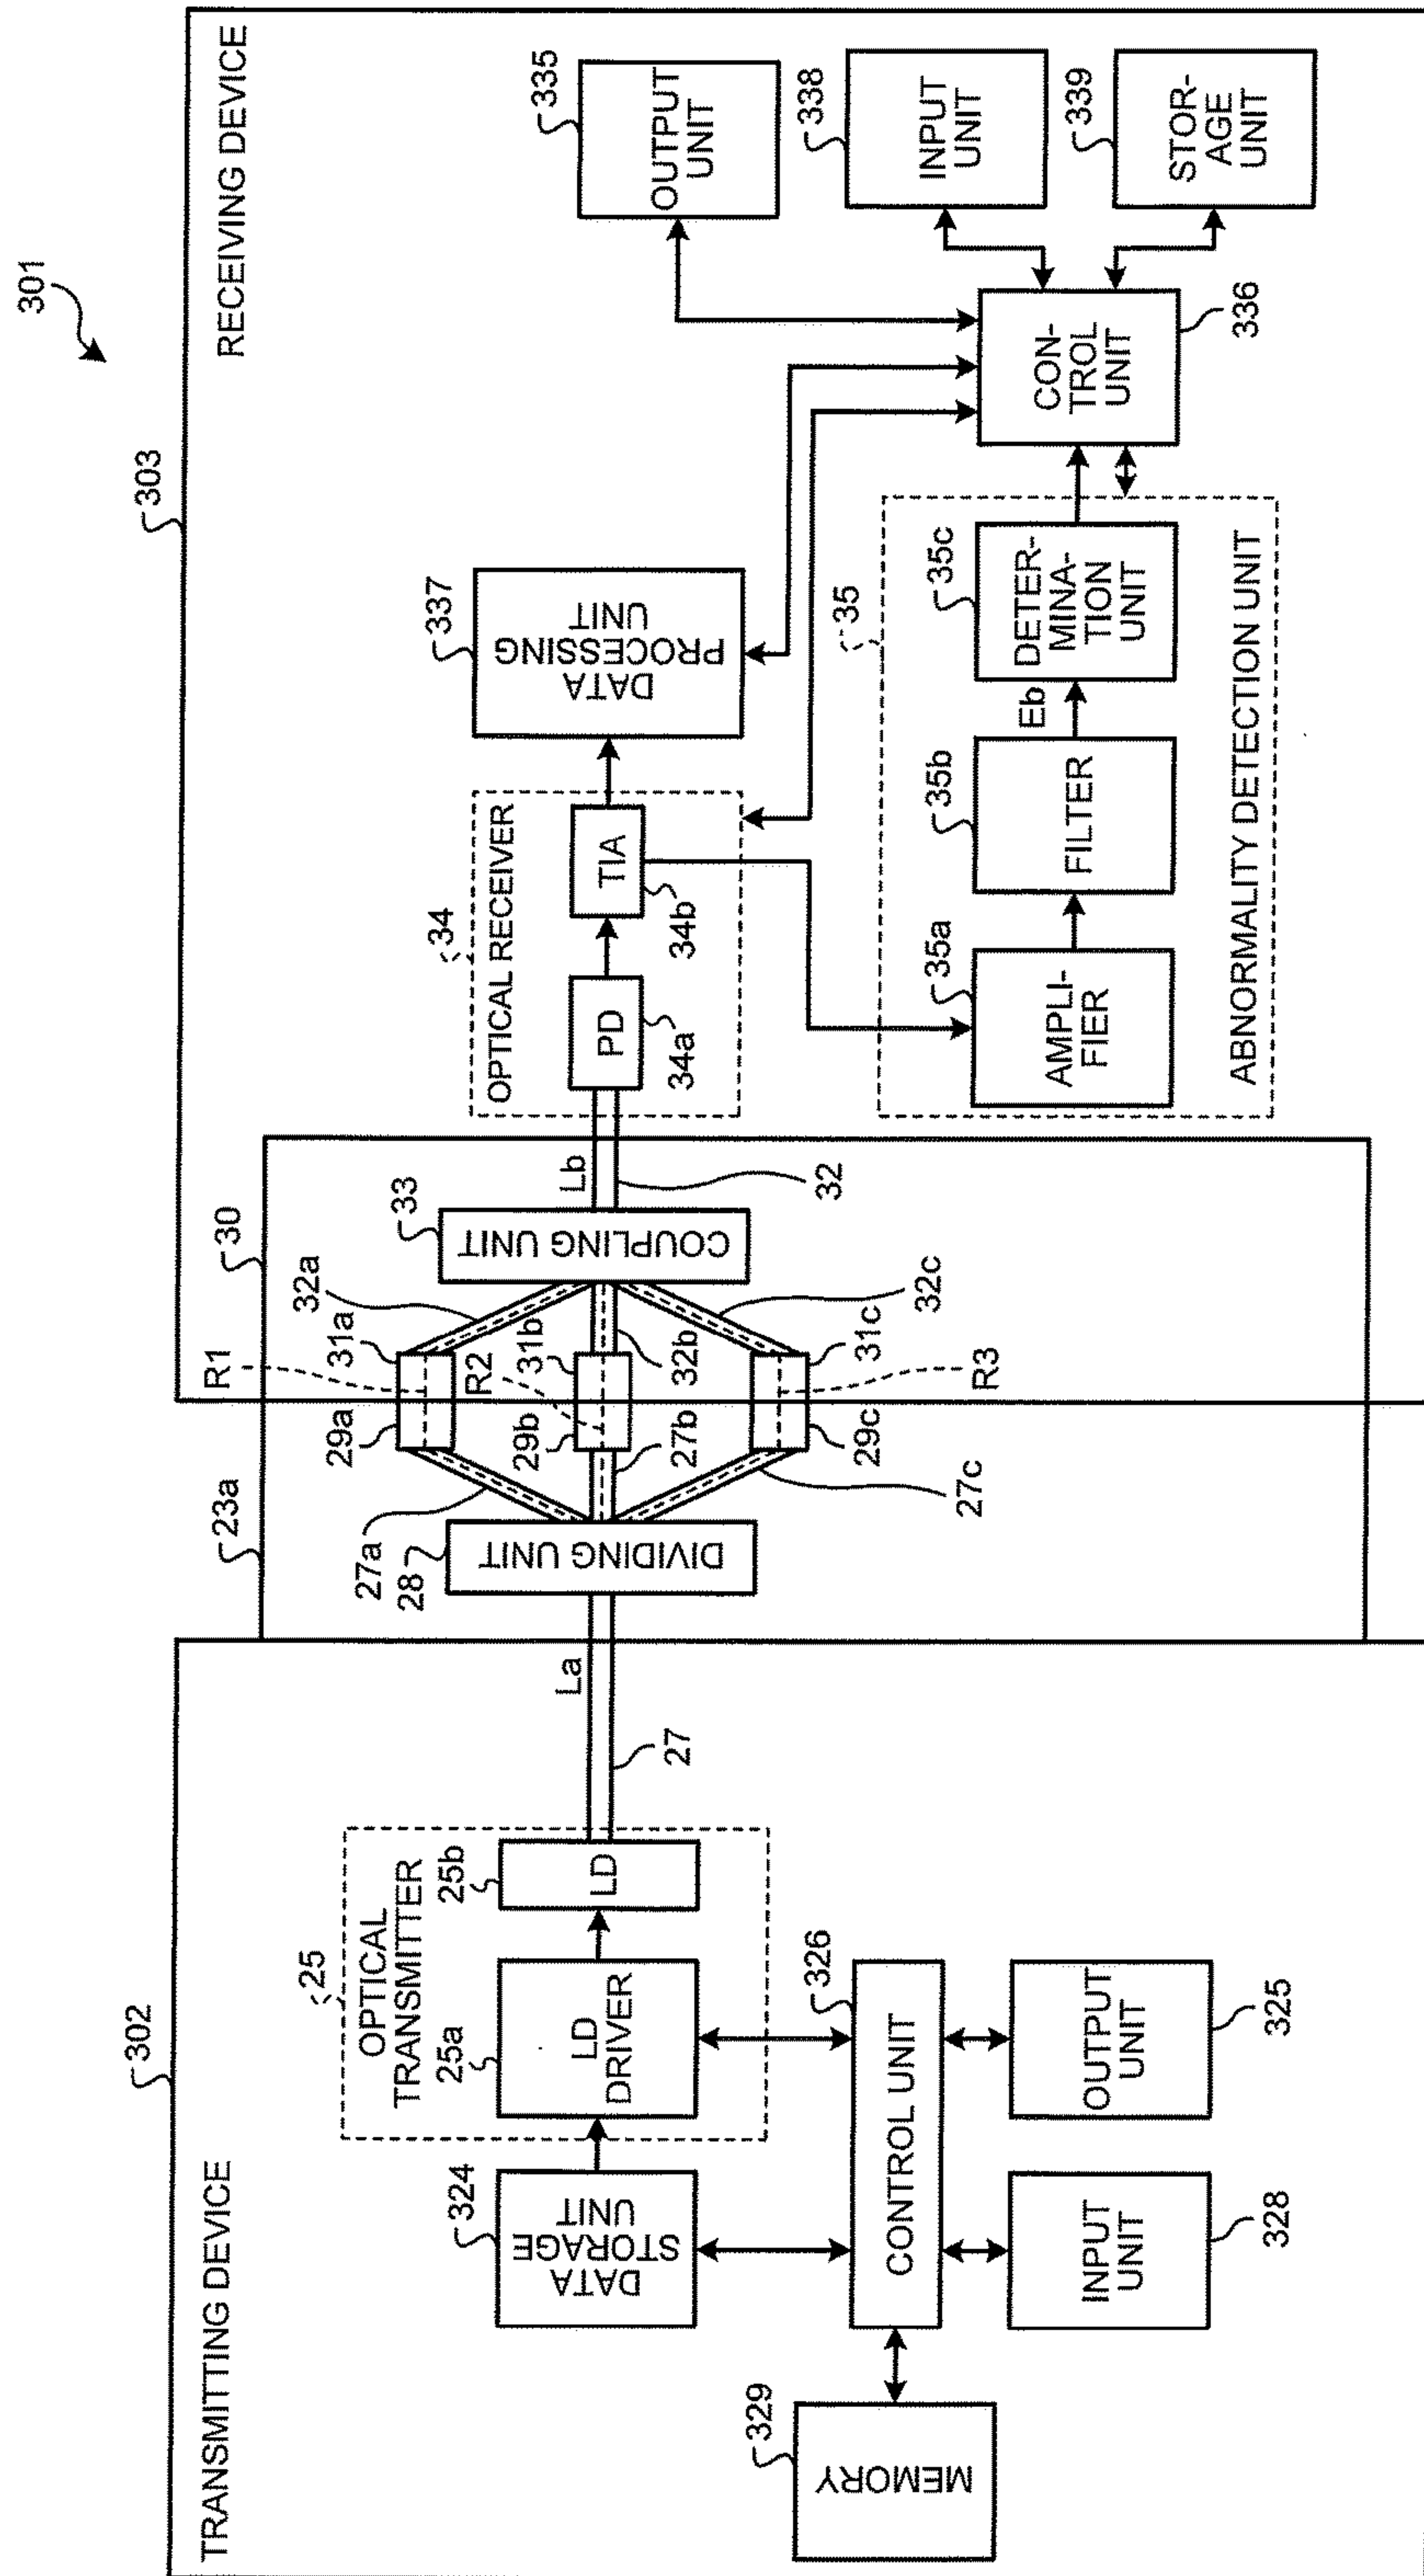 301
303
RECEIVING DEVICE
302
TRANSMITTING DEVICE
329
MEMORY
324
DATA
STORAGE
UNIT
25
OPTICAL
TRANSMITTER
25a
LD
DRIVER
25b
LD
326
CONTROL UNIT
INPUT
UNIT
328
OUTPUT
UNIT
325
La
27
23a
28
DIVIDING UNIT
27a
27b
27c
29a
29b
29c
R1
R2
R3
30
31a
31b
31c
32a
32b
32c
33
COUPLING UNIT
Lb
32
34
OPTICAL RECEIVER
PD
34a
TIA
34b
337
DATA
PROCESSING
UNIT
35
35a
AMPLI-
FIER
35b
FILTER
Eb
35c
DETER-
MINA-
TION
UNIT
ABNORMALITY DETECTION UNIT
CON-
TROL
UNIT
336
335
OUTPUT
UNIT
338
INPUT
UNIT
339
STOR-
AGE
UNIT